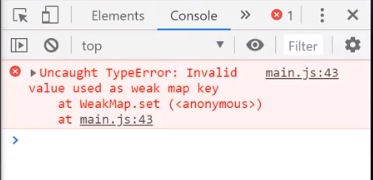 Elements Console » 1
top Filter
Uncaught TypeError: Invalid main.js:43
value used as weak map key
at WeakMap.set (<anonymous>)
at main.js:43